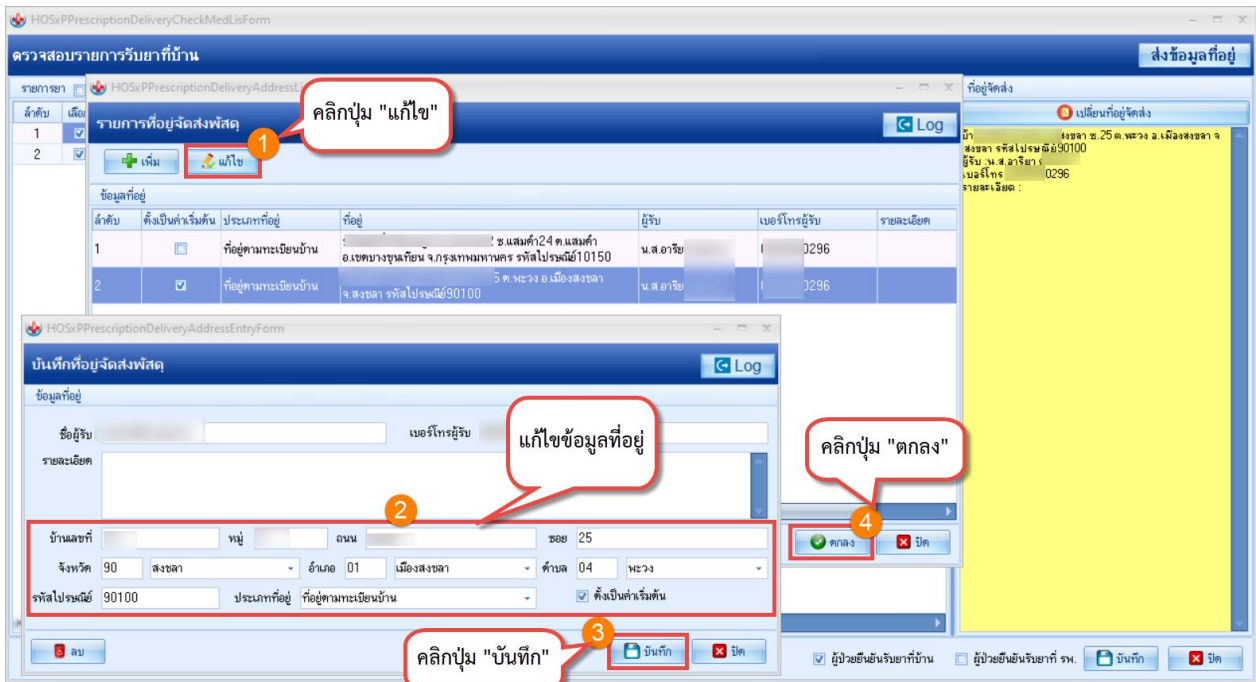 HOSxPPrescriptionDeliveryCheckMedLisForm
ตรวจสอบรายการรับยาที่บ้าน
ส่งข้อมูลที่อยู่
รายการยา
HOSxPPrescriptionDeliveryAddressL
ที่อยู่จัดส่ง
ลำดับ
1
2
รายการที่อยู่จัดส่งพัสดุ
คลิกปุ่ม "แก้ไข"
1
Log
เปลี่ยนที่อยู่จัดส่ง
เพิ่ม แก้ไข
สงขลา ซ.25 ต.พะวง อ.เมืองสงขลา จ
สงขลา รหัสไปรษณีย์90100
ผู้รับ :น.ส.อารียา
0296
รายละเอียด :
ข้อมูลที่อยู่
ลำดับ ตั้งเป็นค่าเริ่มต้น ประเภทที่อยู่ ที่อยู่ ผู้รับ เบอร์โทรผู้รับ รายละเอียด
1 ที่อยู่ตามทะเบียนบ้าน ซ.แสมดำ24 ต.แสมดำ
อ.เขตบางขุนเทียน จ.กรุงเทพมหานคร รหัสไปรษณีย์10150 น.ส.อารีย 0296
2 ที่อยู่ตามทะเบียนบ้าน 5 ต.พะวง อ.เมืองสงขลา
จ.สงขลา รหัสไปรษณีย์90100 น.ส.อารีย 0296
HOSxPPrescriptionDeliveryAddressEntryForm
บันทึกที่อยู่จัดส่งพัสดุ
Log
ข้อมูลที่อยู่
ชื่อผู้รับ เบอร์โทรผู้รับ
รายละเอียด
แก้ไขข้อมูลที่อยู่
2
บ้านเลขที่ หมู่ ถนน ซอย 25
จังหวัด 90 สงขลา อำเภอ 01 เมืองสงขลา ตำบล 04 พะวง
รหัสไปรษณีย์ 90100 ประเภทที่อยู่ ที่อยู่ตามทะเบียนบ้าน ตั้งเป็นค่าเริ่มต้น
คลิกปุ่ม "ตกลง"
4
ตกลง ปิด
3
ลบ
คลิกปุ่ม "บันทึก"
บันทึก ปิด
ผู้ป่วยยืนยันรับยาที่บ้าน ผู้ป่วยยืนยันรับยาที่ รพ. บันทึก ปิด